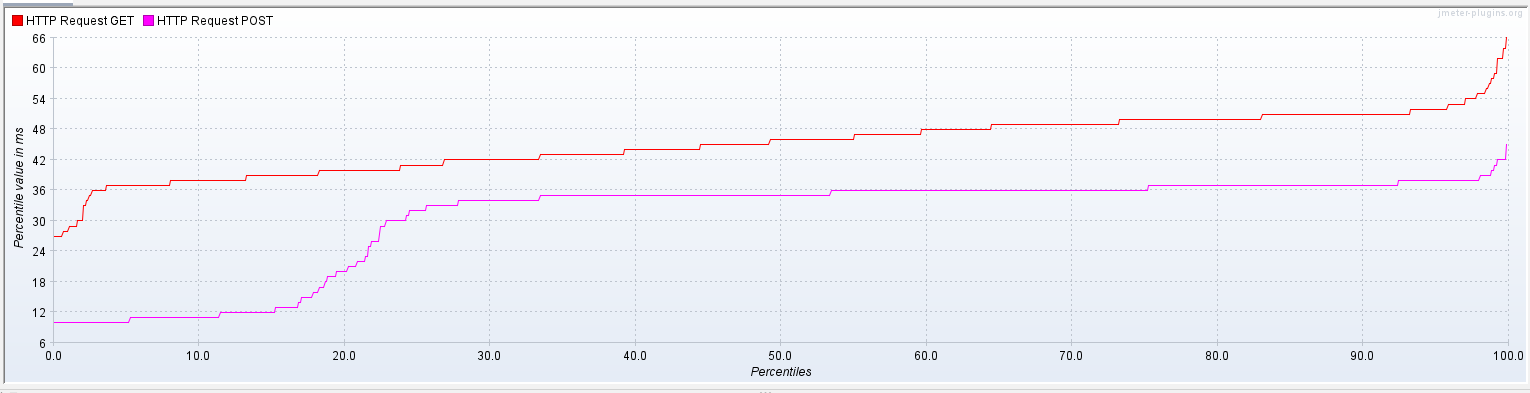 jmeter-plugins.org
HTTP Request GET HTTP Request POST
66
60
54
48
42
36
30
24
18
12
6
Percentile value in ms
0.0 10.0 20.0 30.0 40.0 50.0 60.0 70.0 80.0 90.0 100.0
Percentiles